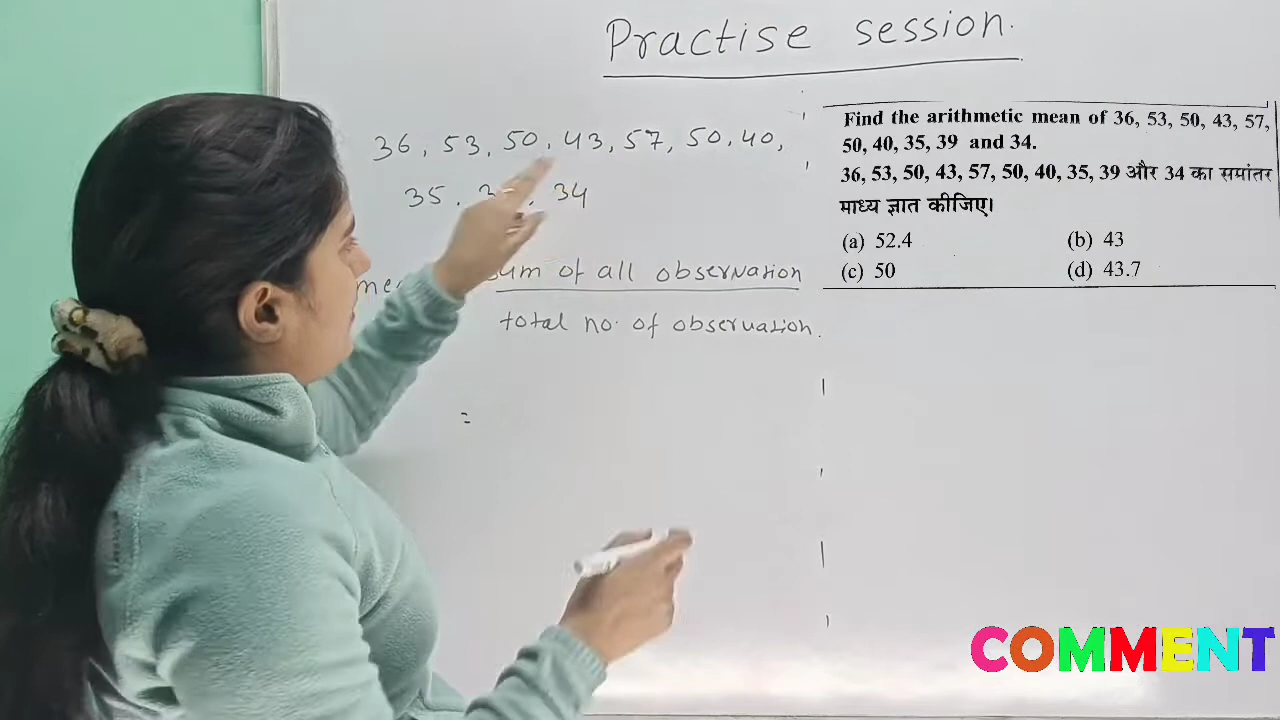 Practise session.
36, 53, 50, 43, 57, 50, 40,
35, , 34
sum of all observation
total no. of observation.
=
Find the arithmetic mean of 36, 53, 50, 43, 57,
50, 40, 35, 39 and 34.
36, 53, 50, 43, 57, 50, 40, 35, 39 और 34 का समांतर
माध्य ज्ञात कीजिए।
(a) 52.4 (b) 43
(c) 50 (d) 43.7
COMMENT